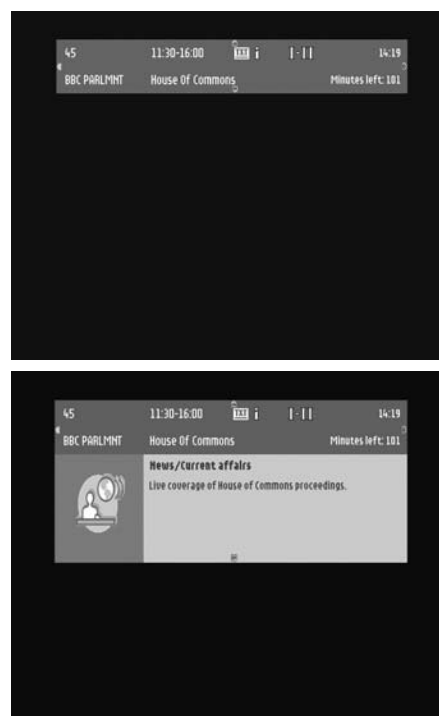 45 11:30-16:00 i I-II 14:19
BBC PARLMNT House Of Commons Minutes left: 101
45 11:30-16:00 i I-II 14:19
BBC PARLMNT House Of Commons Minutes left: 101
News/Current affairs
Live coverage of House of Commons proceedings.